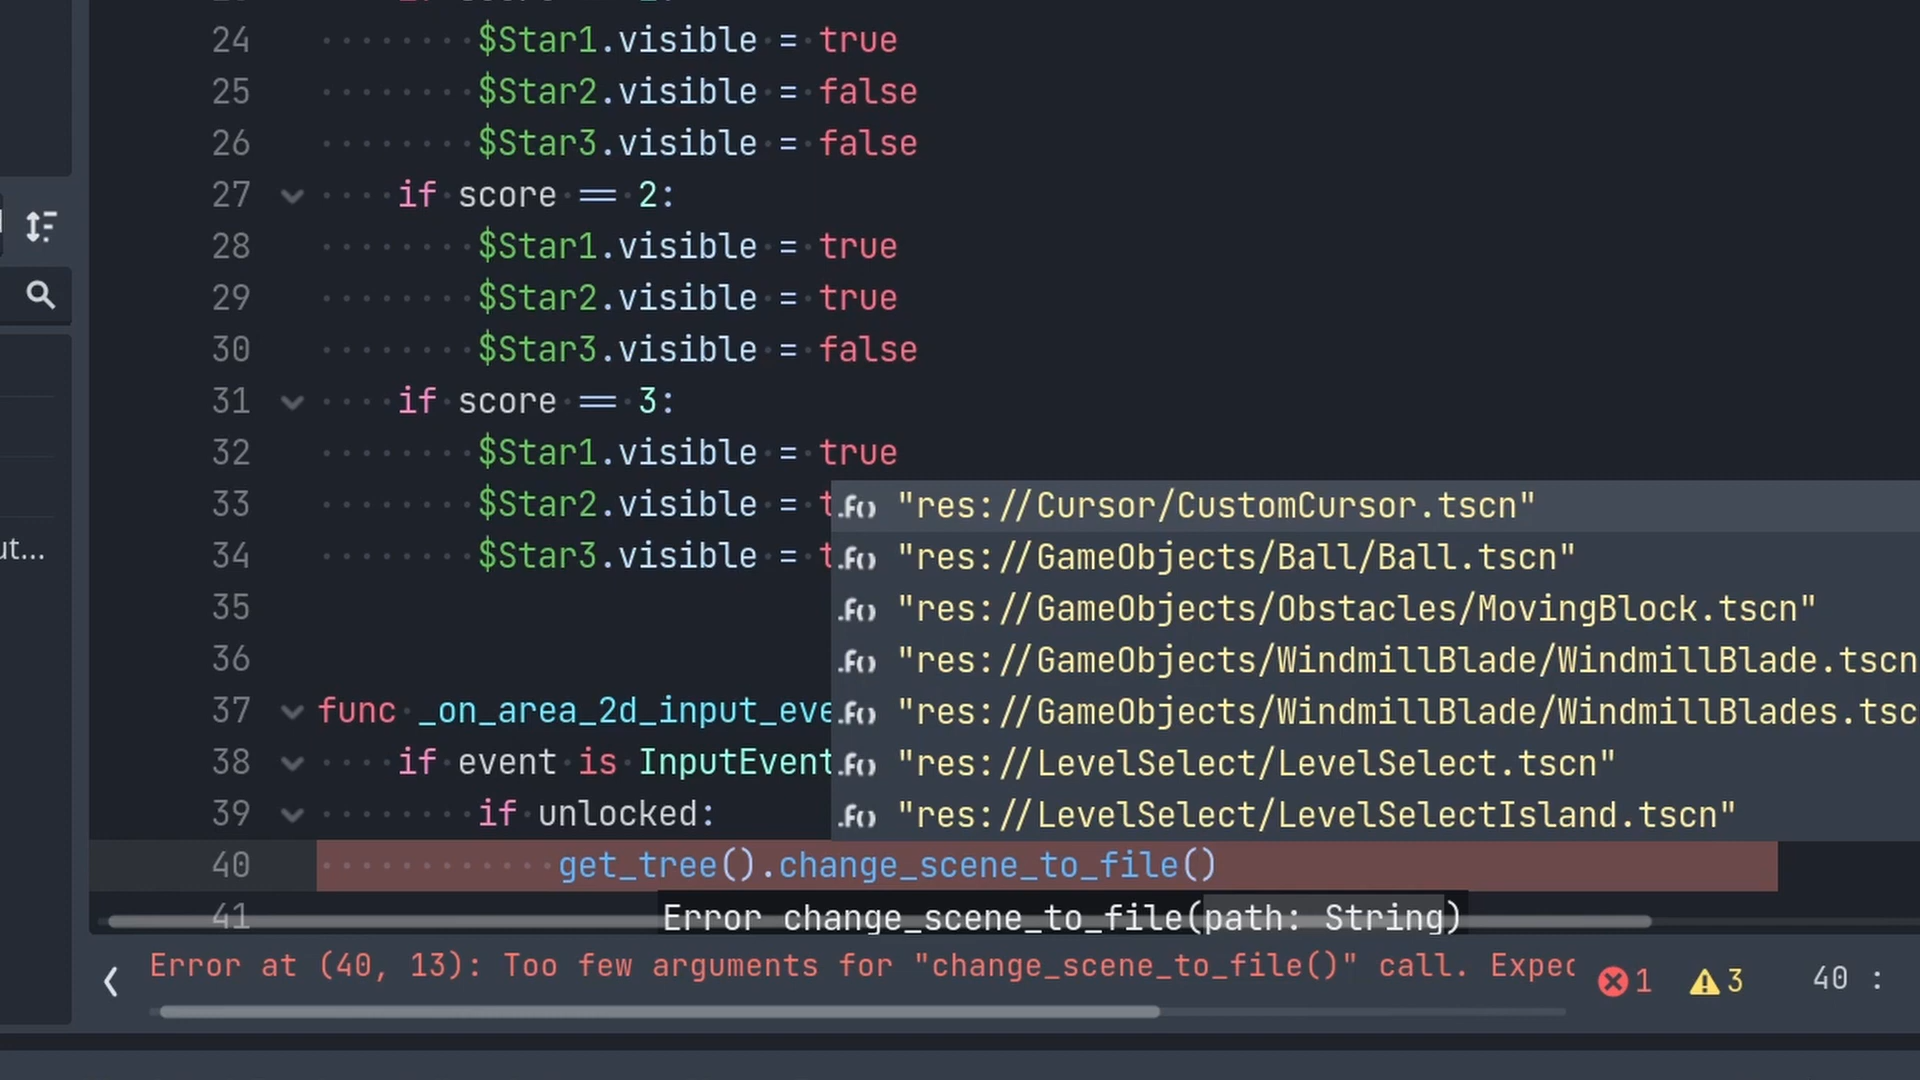 24 $Star1.visible = true
25 $Star2.visible = false
26 $Star3.visible = false
27 if score == 2:
28 $Star1.visible = true
29 $Star2.visible = true
30 $Star3.visible = false
31 if score == 3:
32 $Star1.visible = true
33 $Star2.visible = t
34 $Star3.visible = t
35
36
37 func _on_area_2d_input_eve
38 if event is InputEvent
39 if unlocked:
40 get_tree().change_scene_to_file()
41
"res://Cursor/CustomCursor.tscn"
"res://GameObjects/Ball/Ball.tscn"
"res://GameObjects/Obstacles/MovingBlock.tscn"
"res://GameObjects/WindmillBlade/WindmillBlade.tscn
"res://GameObjects/WindmillBlade/WindmillBlades.tsc
"res://LevelSelect/LevelSelect.tscn"
"res://LevelSelect/LevelSelectIsland.tscn"
Error change_scene_to_file(path: String)
ut...
Error at (40, 13): Too few arguments for "change_scene_to_file()" call. Expec
1 3 40 :